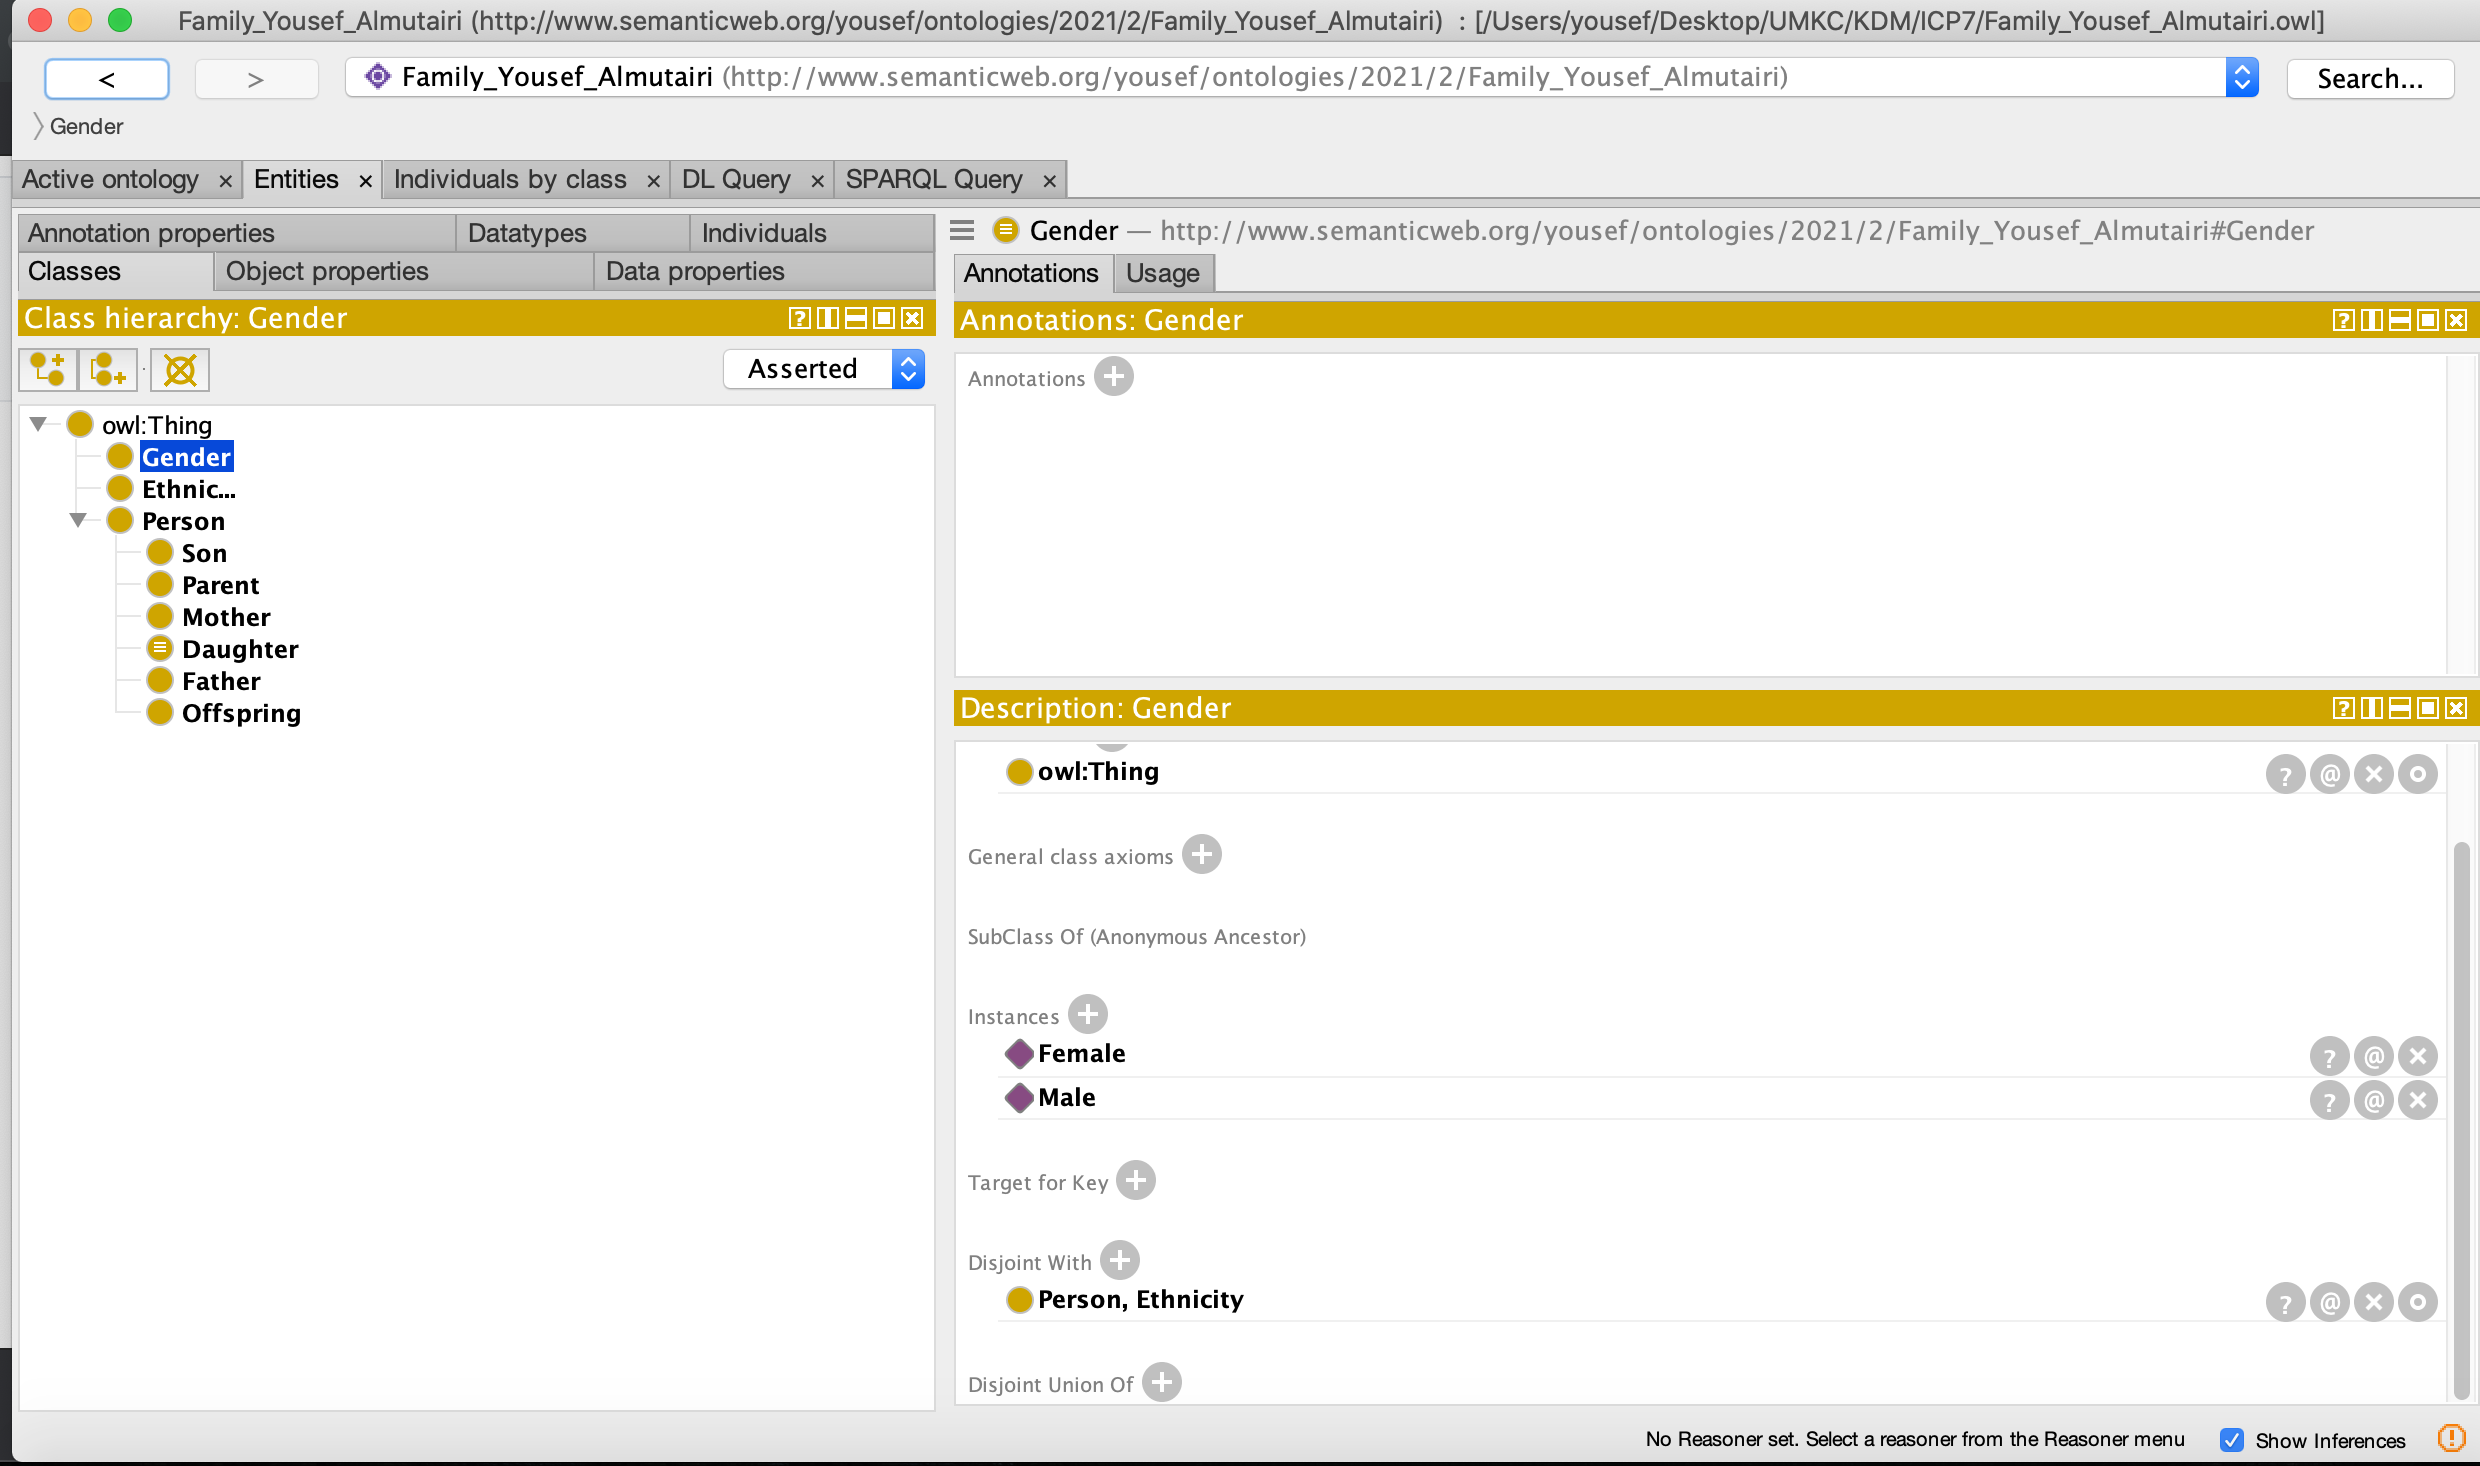 Family_Yousef_Almutairi (http://www.semanticweb.org/yousef/ontologies/2021/2/Family_Yousef_Almutairi) : [/Users/yousef/Desktop/UMKC/KDM/ICP7/Family_Yousef_Almutairi.owl]
< > Family_Yousef_Almutairi (http://www.semanticweb.org/yousef/ontologies/2021/2/Family_Yousef_Almutairi) Search...
Gender
Active ontology × Entities × Individuals by class × DL Query × SPARQL Query ×
Annotation properties Datatypes Individuals
Classes Object properties Data properties
Class hierarchy: Gender
Asserted
owl:Thing
Gender
Ethnic...
Person
Son
Parent
Mother
Daughter
Father
Offspring
Gender — http://www.semanticweb.org/yousef/ontologies/2021/2/Family_Yousef_Almutairi#Gender
Annotations Usage
Annotations: Gender
Annotations
Description: Gender
owl:Thing
General class axioms
SubClass Of (Anonymous Ancestor)
Instances
Female
Male
Target for Key
Disjoint With
Person, Ethnicity
Disjoint Union Of
No Reasoner set. Select a reasoner from the Reasoner menu Show Inferences